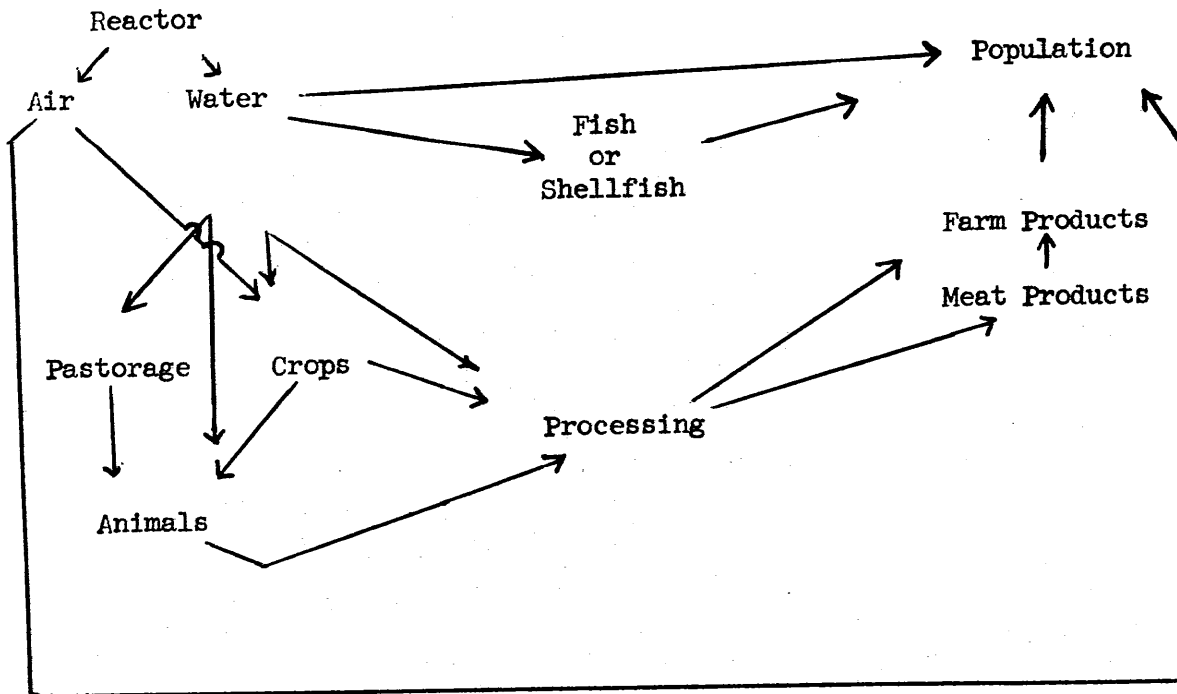 Reactor
Population
Air
Water
Fish
or
Shellfish
Farm Products
Meat Products
Pastorage
Crops
Processing
Animals